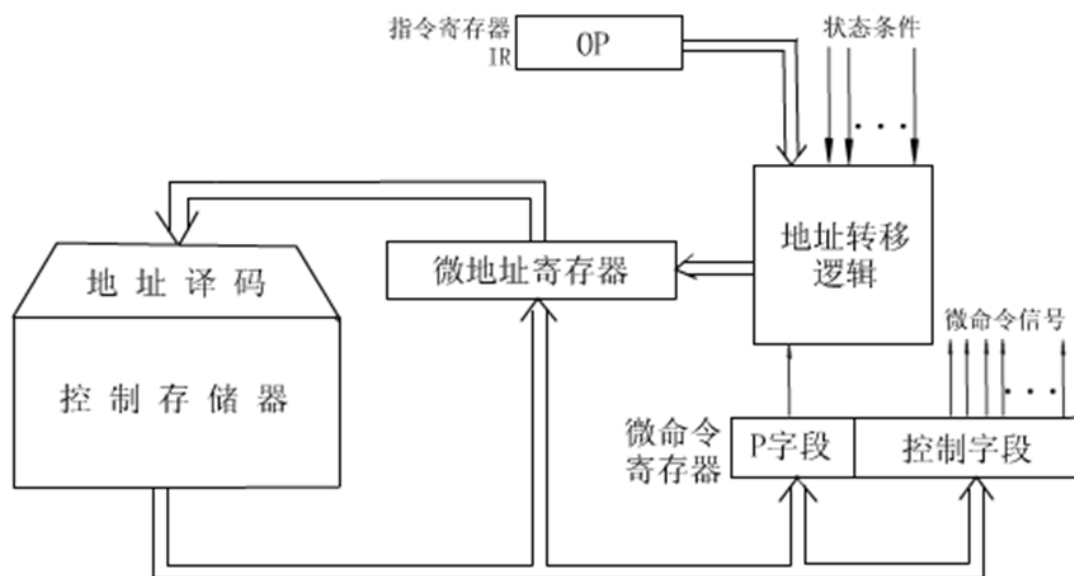 指令寄存器
IR
OP
状态条件
地址转移
逻辑
微地址寄存器
地址译码
控制存储器
微命令信号
微命令
寄存器
P字段
控制字段